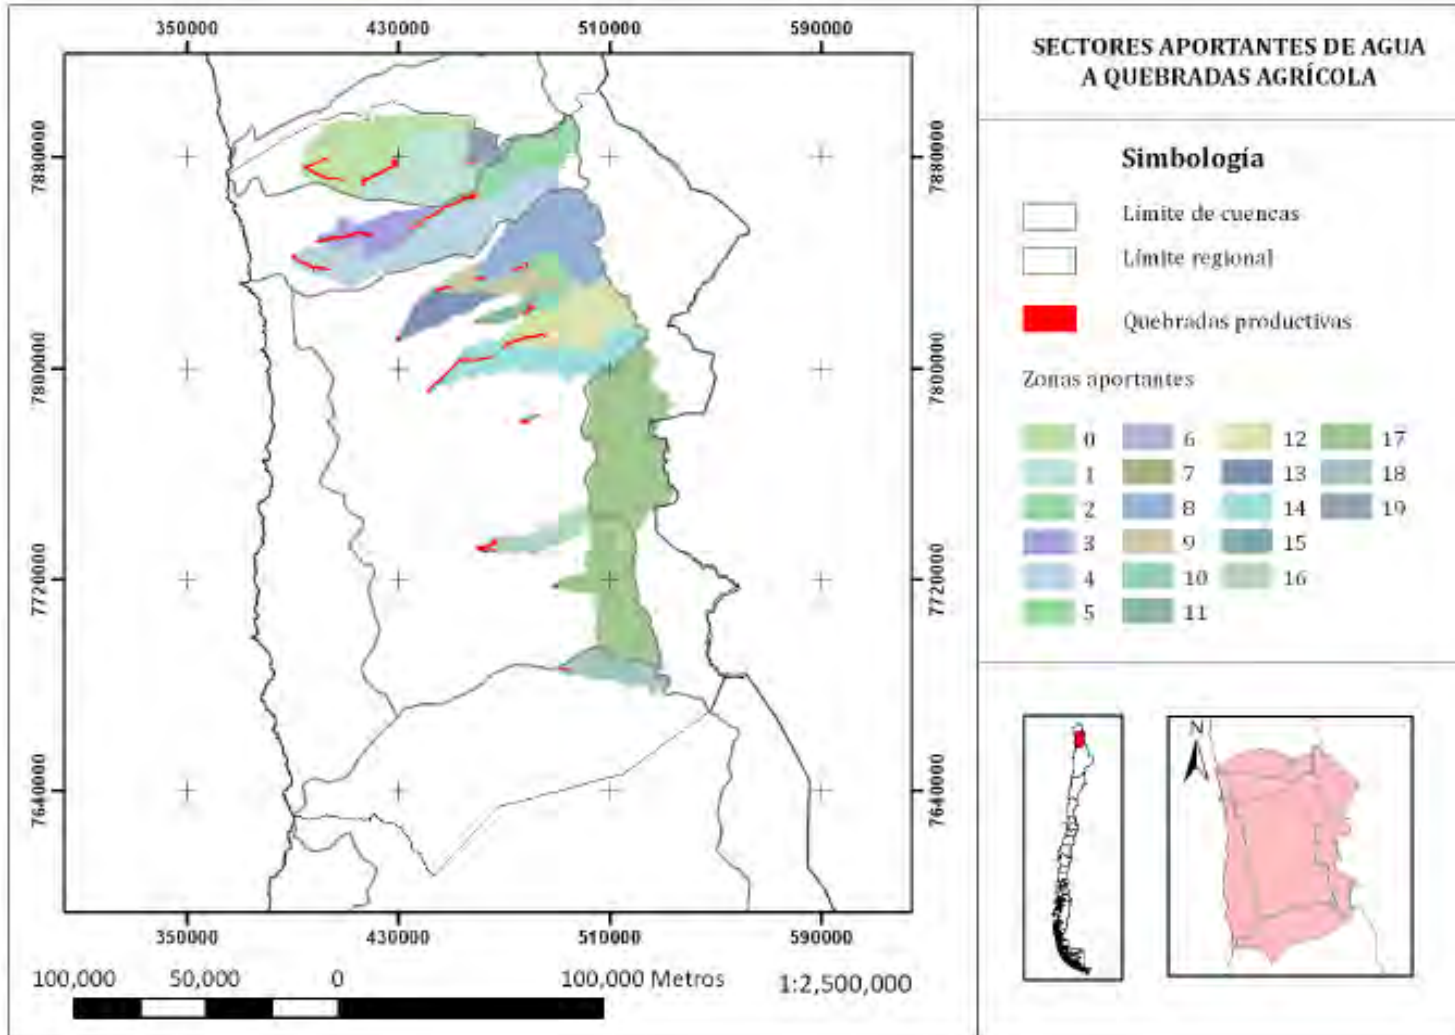 350000 430000 510000 590000
SECTORES APORTANTES DE AGUA
A QUEBRADAS AGRÍCOLA
7880000 7880000
7800000 7800000
7720000 7720000
7640000 7640000
350000 430000 510000 590000
100,000 50,000 0 100,000 Metros 1:2,500,000
Simbología
Límite de cuencas
Límite regional
Quebradas productivas
Zonas aportantes
0 6 12 17
1 7 13 18
2 8 14 19
3 9 15
4 10 16
5 11
N